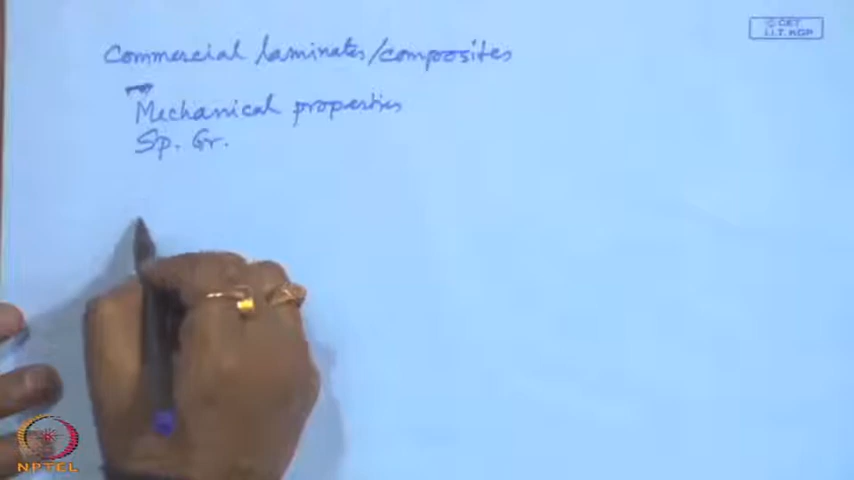 Commercial laminates/composites
Mechanical properties
Sp. Gr.
© CET
I.I.T. KGP
NPTEL